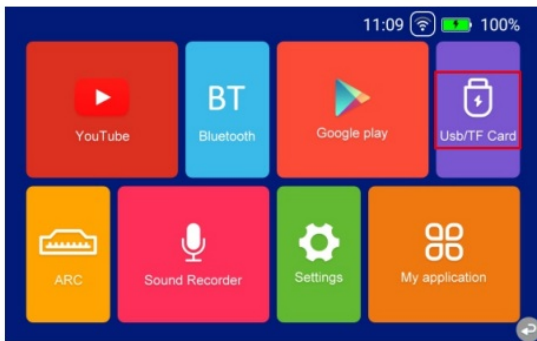 11:09 100%
YouTube
BT
Bluetooth
Google play
Usb/TF Card
ARC
Sound Recorder
Settings
My application